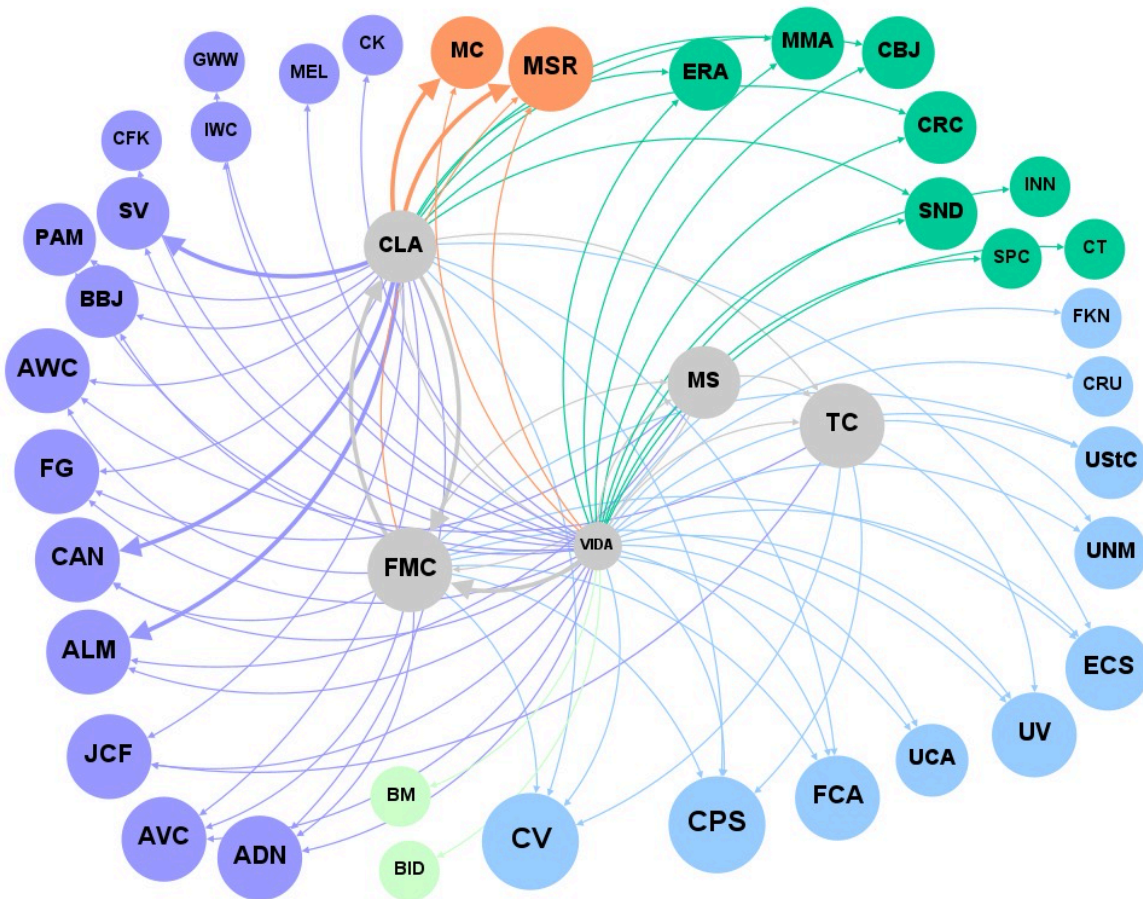 CK
MC
MSR
MMA
CBJ
GWW
MEL
ERA
CFK
IWC
CRC
SV
PAM
CLA
SND
INN
BBJ
SPC
CT
FKN
AWC
MS
CRU
TC
FG
UStC
CAN
FMC
VIDA
UNM
ALM
ECS
JCF
UV
UCA
BM
FCA
AVC
ADN
BID
CV
CPS